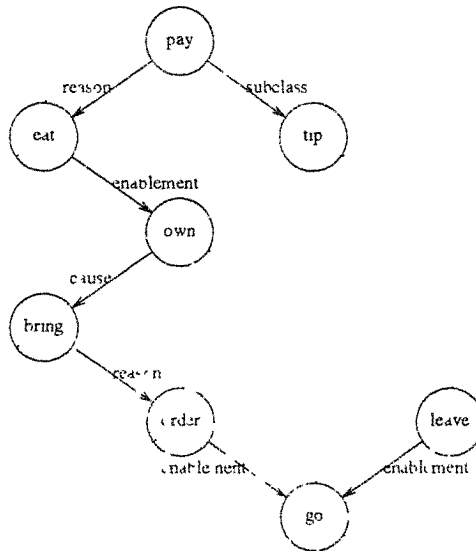 pay
reason
subclass
eat
tip
enablement
own
cause
bring
reason
order
leave
enablement
enablement
go